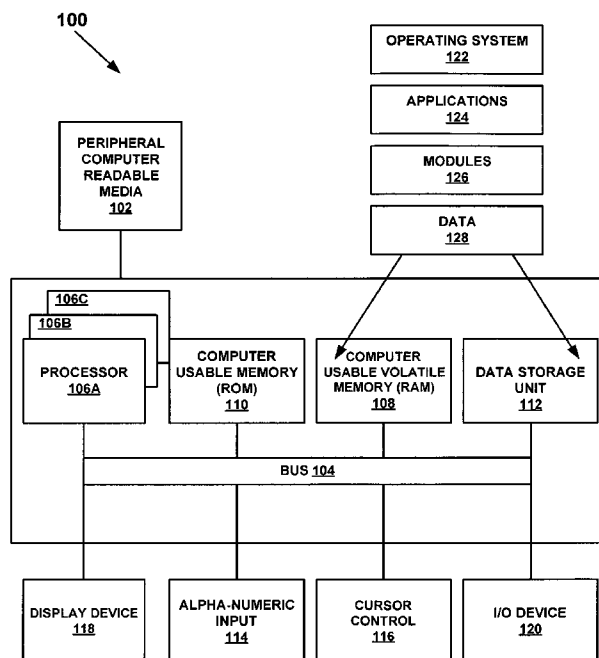 100
OPERATING SYSTEM
122
APPLICATIONS
124
MODULES
126
DATA
128
PERIPHERAL
COMPUTER
READABLE
MEDIA
102
106C
106B
PROCESSOR
106A
COMPUTER
USABLE MEMORY
(ROM)
110
COMPUTER
USABLE VOLATILE
MEMORY (RAM)
108
DATA STORAGE
UNIT
112
BUS 104
DISPLAY DEVICE
118
ALPHA-NUMERIC
INPUT
114
CURSOR
CONTROL
116
I/O DEVICE
120